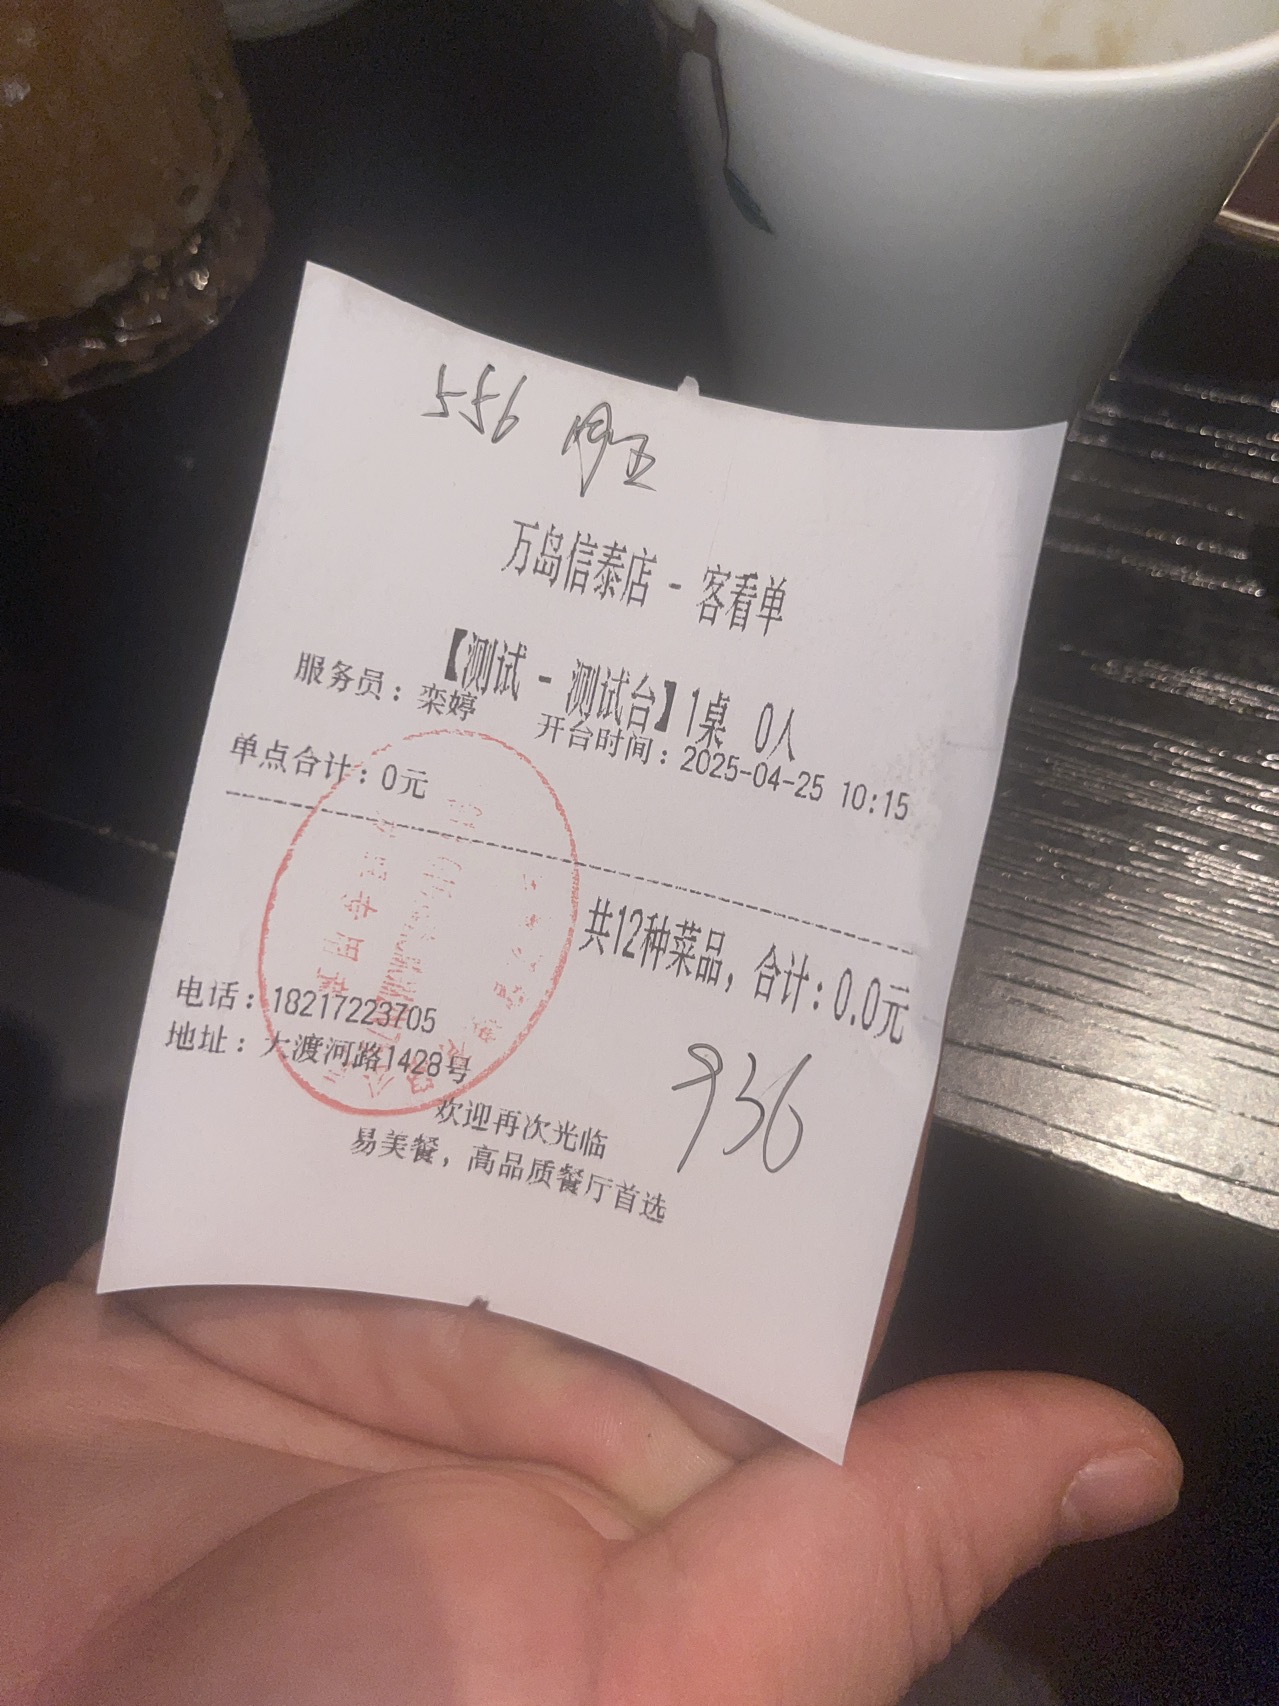 556
万岛信泰店 - 客看单
【测试 - 测试台】1桌 0人
服务员：栾婷 开台时间：2025-04-25 10:15
单点合计：0元
共12种菜品，合计：0.0元
电话：18217223705
地址：大渡河路1428号
936
欢迎再次光临
易美餐，高品质餐厅首选